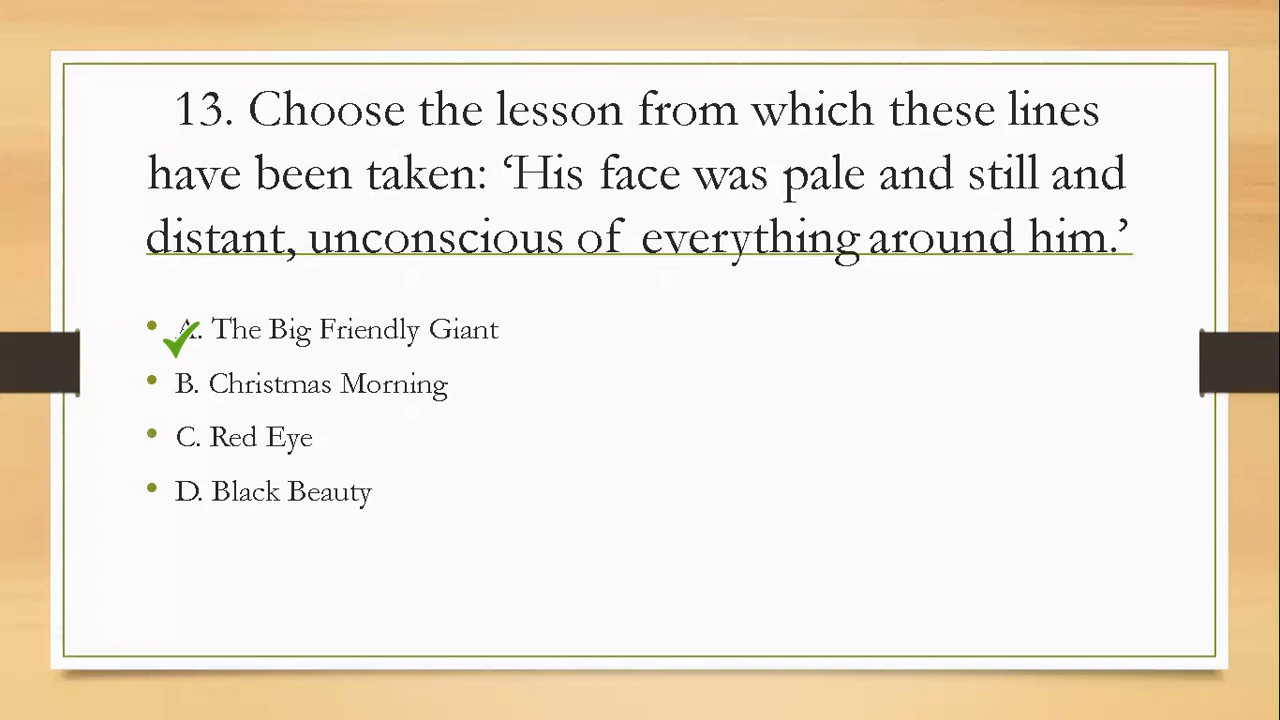 13. Choose the lesson from which these lines
have been taken: ‘His face was pale and still and
distant, unconscious of everything around him.’
• A. The Big Friendly Giant
• B. Christmas Morning
• C. Red Eye
• D. Black Beauty